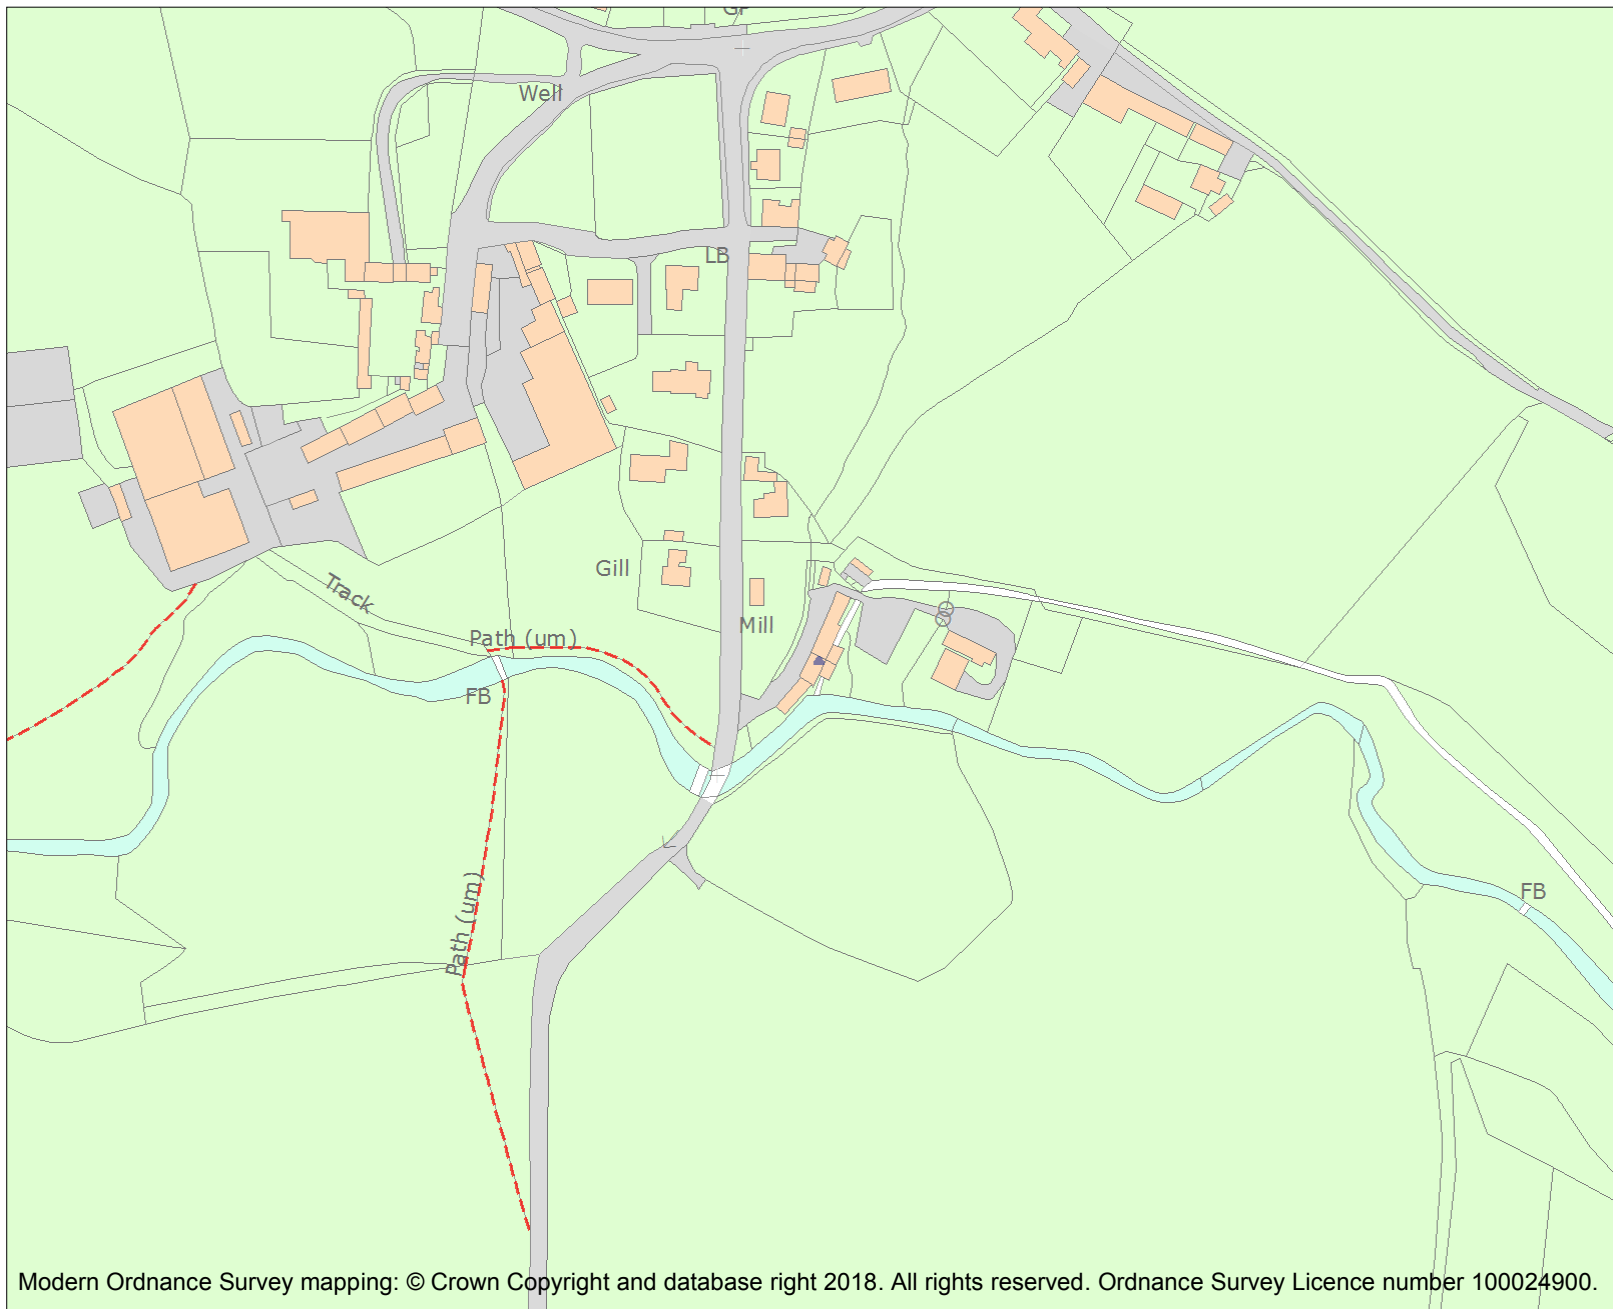 GP
Well
LB
Gill
Track
Mill
Path (um)
FB
Path (um)
FB
Modern Ordnance Survey mapping: © Crown Copyright and database right 2018. All rights reserved. Ordnance Survey Licence number 100024900.